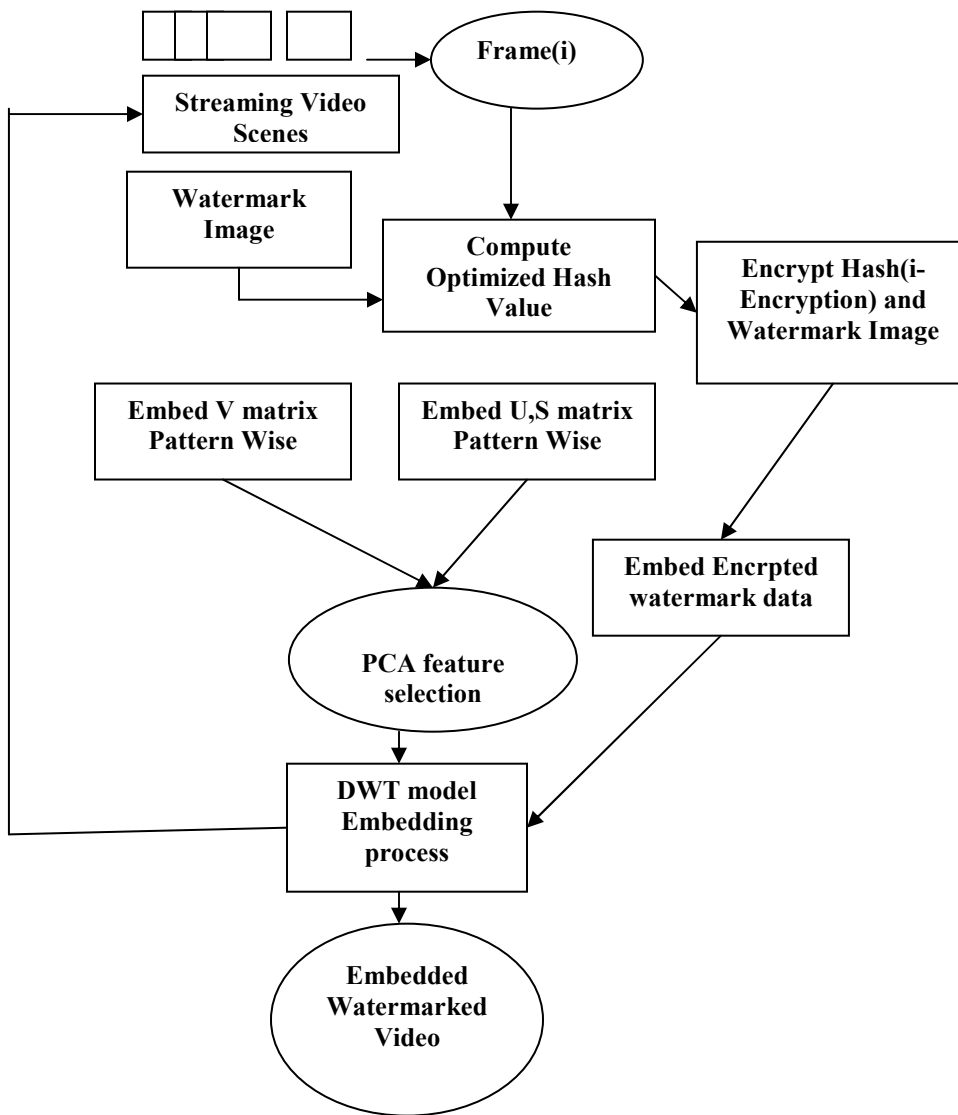 Frame(i)
Streaming Video
Scenes
Watermark
Image
Compute
Optimized Hash
Value
Encrypt Hash(i-
Encryption) and
Watermark Image
Embed V matrix
Pattern Wise
Embed U,S matrix
Pattern Wise
Embed Encrpted
watermark data
PCA feature
selection
DWT model
Embedding
process
Embedded
Watermarked
Video